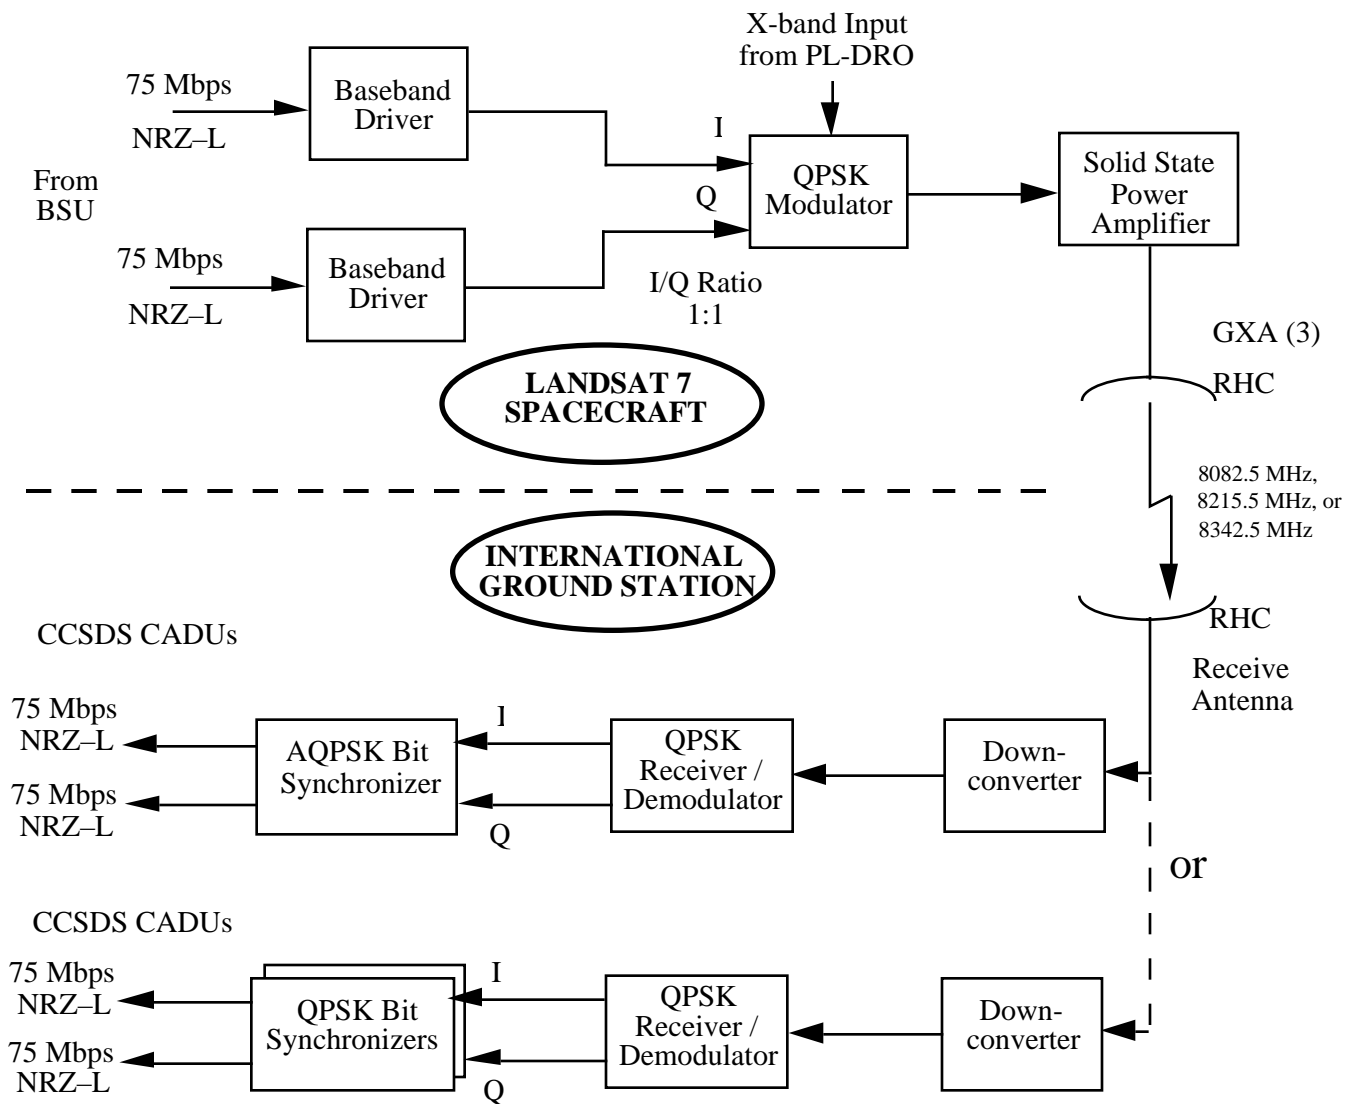 X-band Input
from PL-DRO
75 Mbps
NRZ–L
Baseband
Driver
I
QPSK
Modulator
Solid State
Power
Amplifier
From
BSU
Q
75 Mbps
NRZ–L
Baseband
Driver
I/Q Ratio
1:1
GXA (3)
RHC
LANDSAT 7
SPACECRAFT
8082.5 MHz,
8215.5 MHz, or
8342.5 MHz
INTERNATIONAL
GROUND STATION
RHC
Receive
Antenna
CCSDS CADUs
75 Mbps
NRZ–L
75 Mbps
NRZ–L
AQPSK Bit
Synchronizer
I
Q
QPSK
Receiver /
Demodulator
Down-
converter
or
CCSDS CADUs
75 Mbps
NRZ–L
75 Mbps
NRZ–L
QPSK Bit
Synchronizers
I
Q
QPSK
Receiver /
Demodulator
Down-
converter